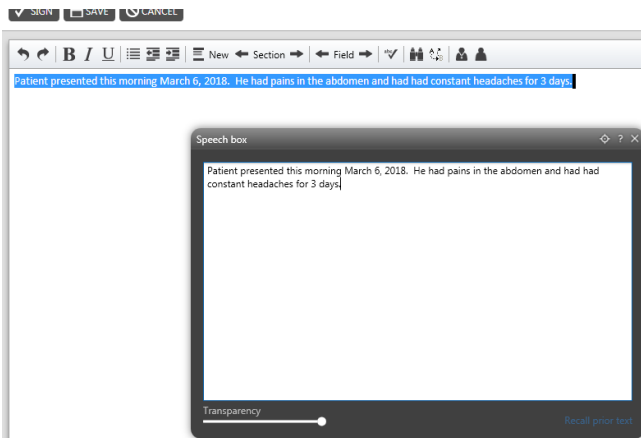 SIGN SAVE CANCEL
B I U New Section Field
Patient presented this morning March 6, 2018.  He had pains in the abdomen and had had constant headaches for 3 days.
Speech box ? X
Patient presented this morning March 6, 2018.  He had pains in the abdomen and had had
constant headaches for 3 days.
Transparency
Recall prior text